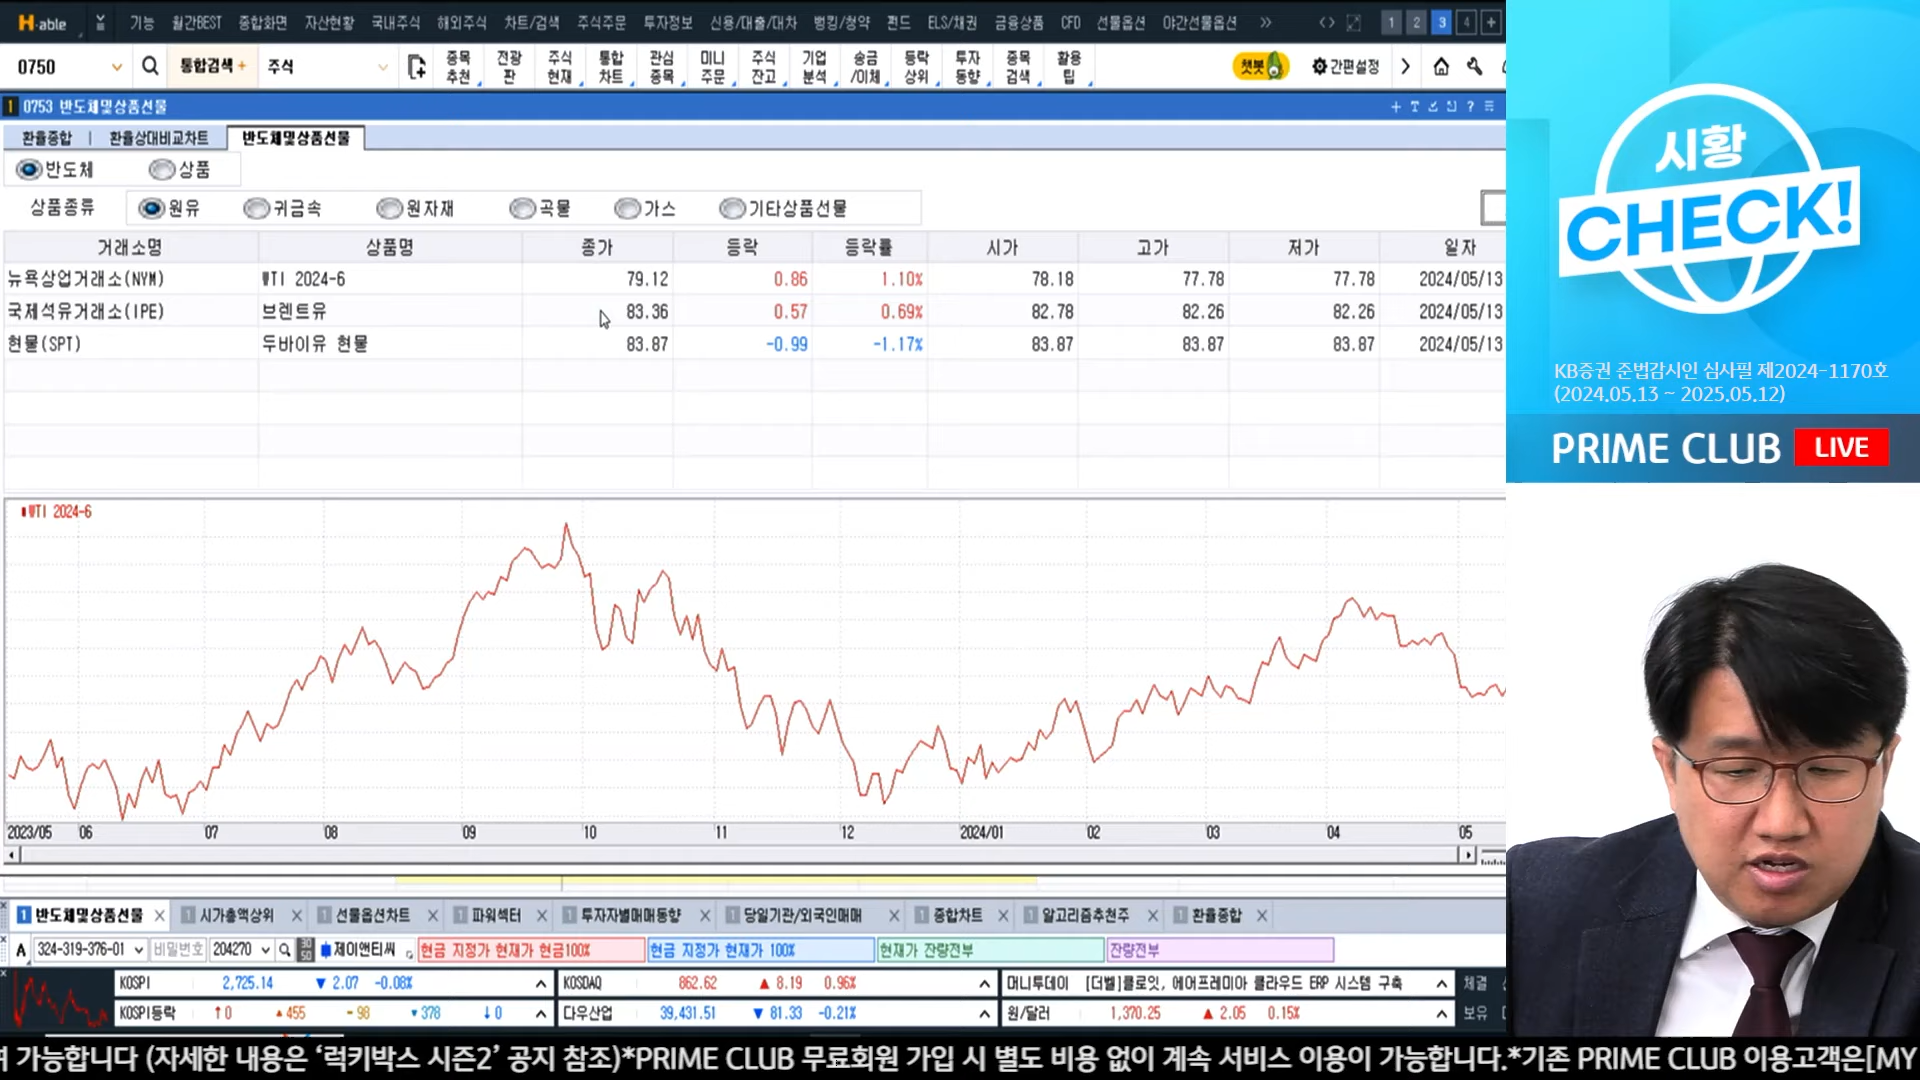 H-able 기능 월간BEST 종합화면 자산현황 국내주식 해외주식 차트/검색 주식주문 투자정보 신용/대출/대차 뱅킹/청약 펀드 ELS/채권 금융상품 CFD 선물옵션 야간선물옵션 1 2 3 4 +
0750 통합검색+ 주식 종목추천 전광판 주식현재 통합차트 관심종목 미니주문 주식잔고 기업분석 송금/이체 등락상위 투자동향 종목검색 활용팁 챗봇 간편설정
1 0753 반도체및상품선물
환율종합 | 환율상대비교차트 반도체및상품선물
반도체 상품
상품종류 원유 귀금속 원자재 곡물 가스 기타상품선물
거래소명 상품명 종가 등락 등락률 시가 고가 저가 일자
뉴욕상업거래소(NYM) WTI 2024-6 79.12 0.86 1.10% 78.18 77.78 77.78 2024/05/13
국제석유거래소(IPE) 브렌트유 83.36 0.57 0.69% 82.78 82.26 82.26 2024/05/13
현물(SPT) 두바이유 현물 83.87 -0.99 -1.17% 83.87 83.87 83.87 2024/05/13
WTI 2024-6
2023/05 06 07 08 09 10 11 12 2024/01 02 03 04 05
1 반도체및상품선물 1 시가총액상위 1 선물옵션차트 1 파워섹터 1 투자자별매매동향 1 당일기관/외국인매매 1 종합차트 1 알고리즘추천주 1 환율종합
A 324-319-376-01 비밀번호 204270 제이앤티씨 현금 지정가 현재가 현금100% 현금 지정가 현재가 100% 현재가 잔량전부 잔량전부
KOSPI 2,725.14 ▼ 2.07 -0.08% KOSDAQ 862.62 ▲ 8.19 0.96% 머니투데이 [더벨]클로잇, 에어프레미아 클라우드 ERP 시스템 구축 체결
KOSPI등락 ↑0 ▲455 -98 ▼378 ↓0 다우산업 39,431.51 ▼ 81.33 -0.21% 원/달러 1,370.25 ▲ 2.05 0.15% 보유
시황
CHECK!
KB증권 준법감시인 심사필 제2024-1170호
(2024.05.13 ~ 2025.05.12)
PRIME CLUB LIVE
가능합니다 (자세한 내용은 ‘럭키박스 시즌2’ 공지 참조)*PRIME CLUB 무료회원 가입 시 별도 비용 없이 계속 서비스 이용이 가능합니다.*기존 PRIME CLUB 이용고객은[MY